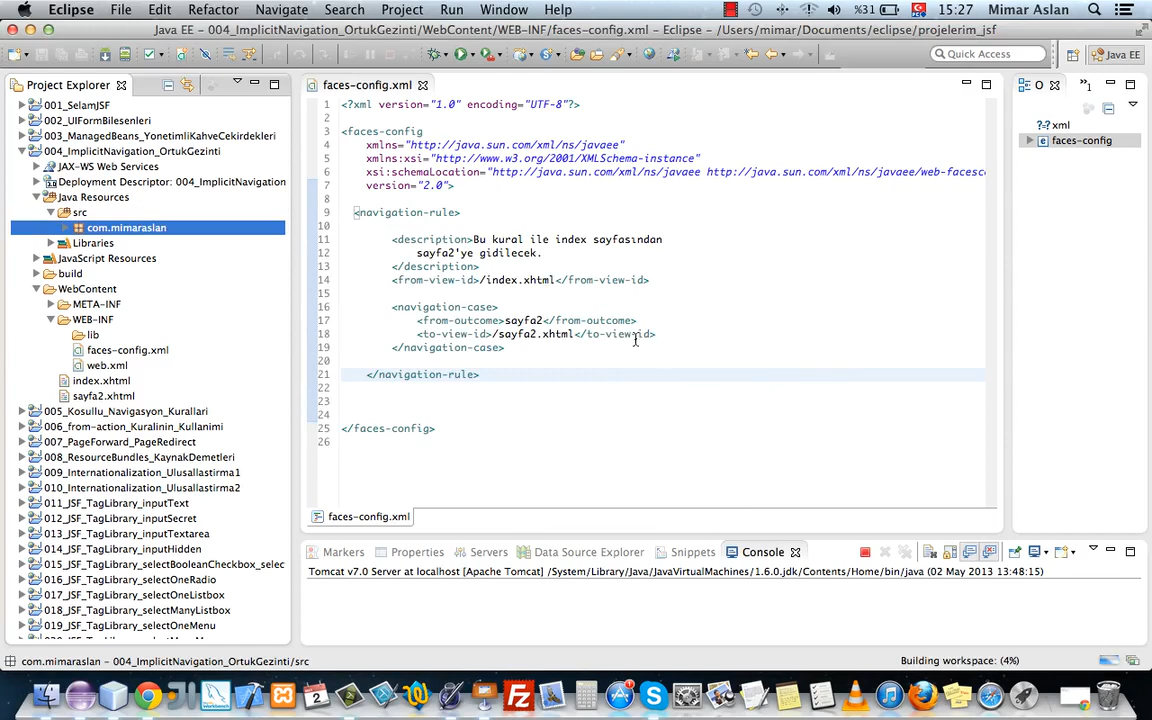 Eclipse File Edit Refactor Navigate Search Project Run Window Help %31 15:27 Mimar Aslan
Java EE - 004_ImplicitNavigation_OrtukGezinti/WebContent/WEB-INF/faces-config.xml - Eclipse - /Users/mimar/Documents/eclipse/projelerim_jsf
Quick Access Java EE
Project Explorer
001_SelamJSF
002_UIFormBilesenleri
003_ManagedBeans_YonetimliKahveCekirdekleri
004_ImplicitNavigation_OrtukGezinti
JAX-WS Web Services
Deployment Descriptor: 004_ImplicitNavigation
Java Resources
src
com.mimaraslan
Libraries
JavaScript Resources
build
WebContent
META-INF
WEB-INF
lib
faces-config.xml
web.xml
index.xhtml
sayfa2.xhtml
005_Kosullu_Navigasyon_Kurallari
006_from-action_Kuralinin_Kullanimi
007_PageForward_PageRedirect
008_ResourceBundles_KaynakDemetleri
009_Internationalization_Ulusallastirma1
010_Internationalization_Ulusallastirma2
011_JSF_TagLibrary_inputText
012_JSF_TagLibrary_inputSecret
013_JSF_TagLibrary_inputTextarea
014_JSF_TagLibrary_inputHidden
015_JSF_TagLibrary_selectBooleanCheckbox_selec
016_JSF_TagLibrary_selectOneRadio
017_JSF_TagLibrary_selectOneListbox
018_JSF_TagLibrary_selectManyListbox
019_JSF_TagLibrary_selectOneMenu
faces-config.xml
1 <?xml version="1.0" encoding="UTF-8"?>
2
3 <faces-config
4 xmlns="http://java.sun.com/xml/ns/javaee"
5 xmlns:xsi="http://www.w3.org/2001/XMLSchema-instance"
6 xsi:schemaLocation="http://java.sun.com/xml/ns/javaee http://java.sun.com/xml/ns/javaee/web-facesc
7 version="2.0">
8
9 <navigation-rule>
10
11 <description>Bu kural ile index sayfasından
12 sayfa2'ye gidilecek.
13 </description>
14 <from-view-id>/index.xhtml</from-view-id>
15
16 <navigation-case>
17 <from-outcome>sayfa2</from-outcome>
18 <to-view-id>/sayfa2.xhtml</to-view-id>
19 </navigation-case>
20
21 </navigation-rule>
22
23
24
25 </faces-config>
26
faces-config.xml
O 1
xml
faces-config
Markers Properties Servers Data Source Explorer Snippets Console
Tomcat v7.0 Server at localhost [Apache Tomcat] /System/Library/Java/JavaVirtualMachines/1.6.0.jdk/Contents/Home/bin/java (02 May 2013 13:48:15)
com.mimaraslan - 004_ImplicitNavigation_OrtukGezinti/src
Building workspace: (4%)